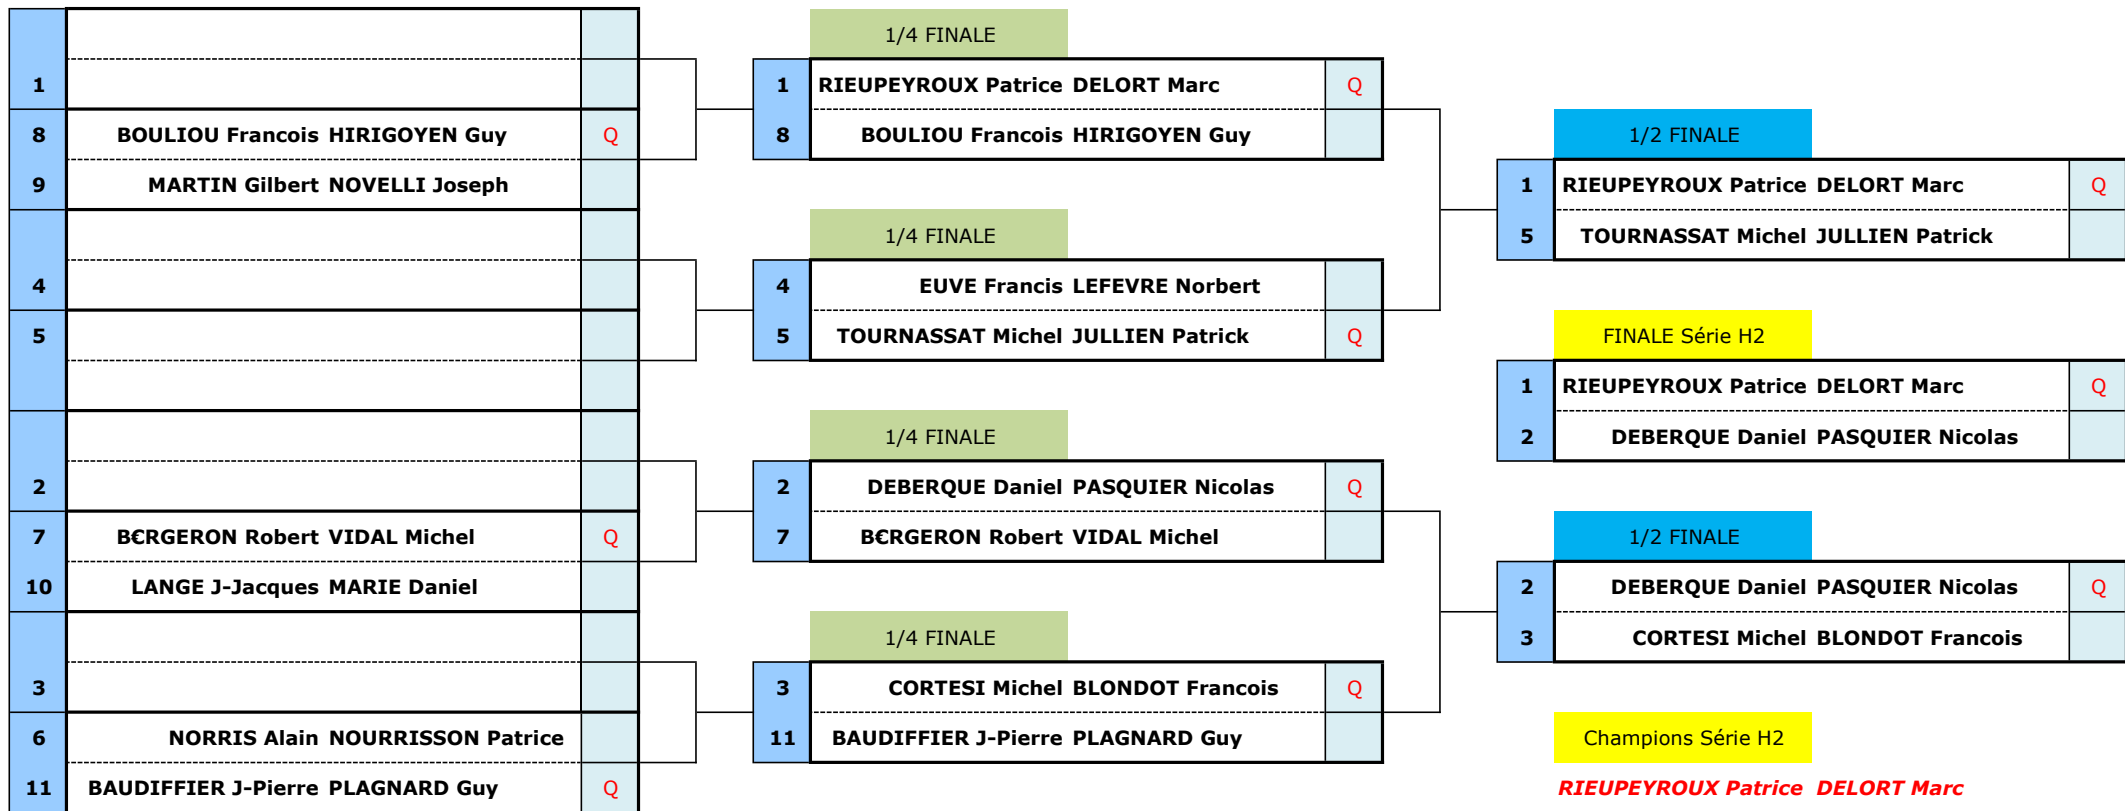 1
8 BOULIOU Francois HIRIGOYEN Guy Q
9 MARTIN Gilbert NOVELLI Joseph
4
5
2
7 B€RGERON Robert VIDAL Michel Q
10 LANGE J-Jacques MARIE Daniel
3
6 NORRIS Alain NOURRISSON Patrice
11 BAUDIFFIER J-Pierre PLAGNARD Guy Q
1/4 FINALE
1 RIEUPEYROUX Patrice DELORT Marc Q
8 BOULIOU Francois HIRIGOYEN Guy
1/4 FINALE
4 EUVE Francis LEFEVRE Norbert
5 TOURNASSAT Michel JULLIEN Patrick Q
1/4 FINALE
2 DEBERQUE Daniel PASQUIER Nicolas Q
7 B€RGERON Robert VIDAL Michel
1/4 FINALE
3 CORTESI Michel BLONDOT Francois Q
11 BAUDIFFIER J-Pierre PLAGNARD Guy
1/2 FINALE
1 RIEUPEYROUX Patrice DELORT Marc Q
5 TOURNASSAT Michel JULLIEN Patrick
FINALE Série H2
1 RIEUPEYROUX Patrice DELORT Marc Q
2 DEBERQUE Daniel PASQUIER Nicolas
1/2 FINALE
2 DEBERQUE Daniel PASQUIER Nicolas Q
3 CORTESI Michel BLONDOT Francois
Champions Série H2
RIEUPEYROUX Patrice DELORT Marc